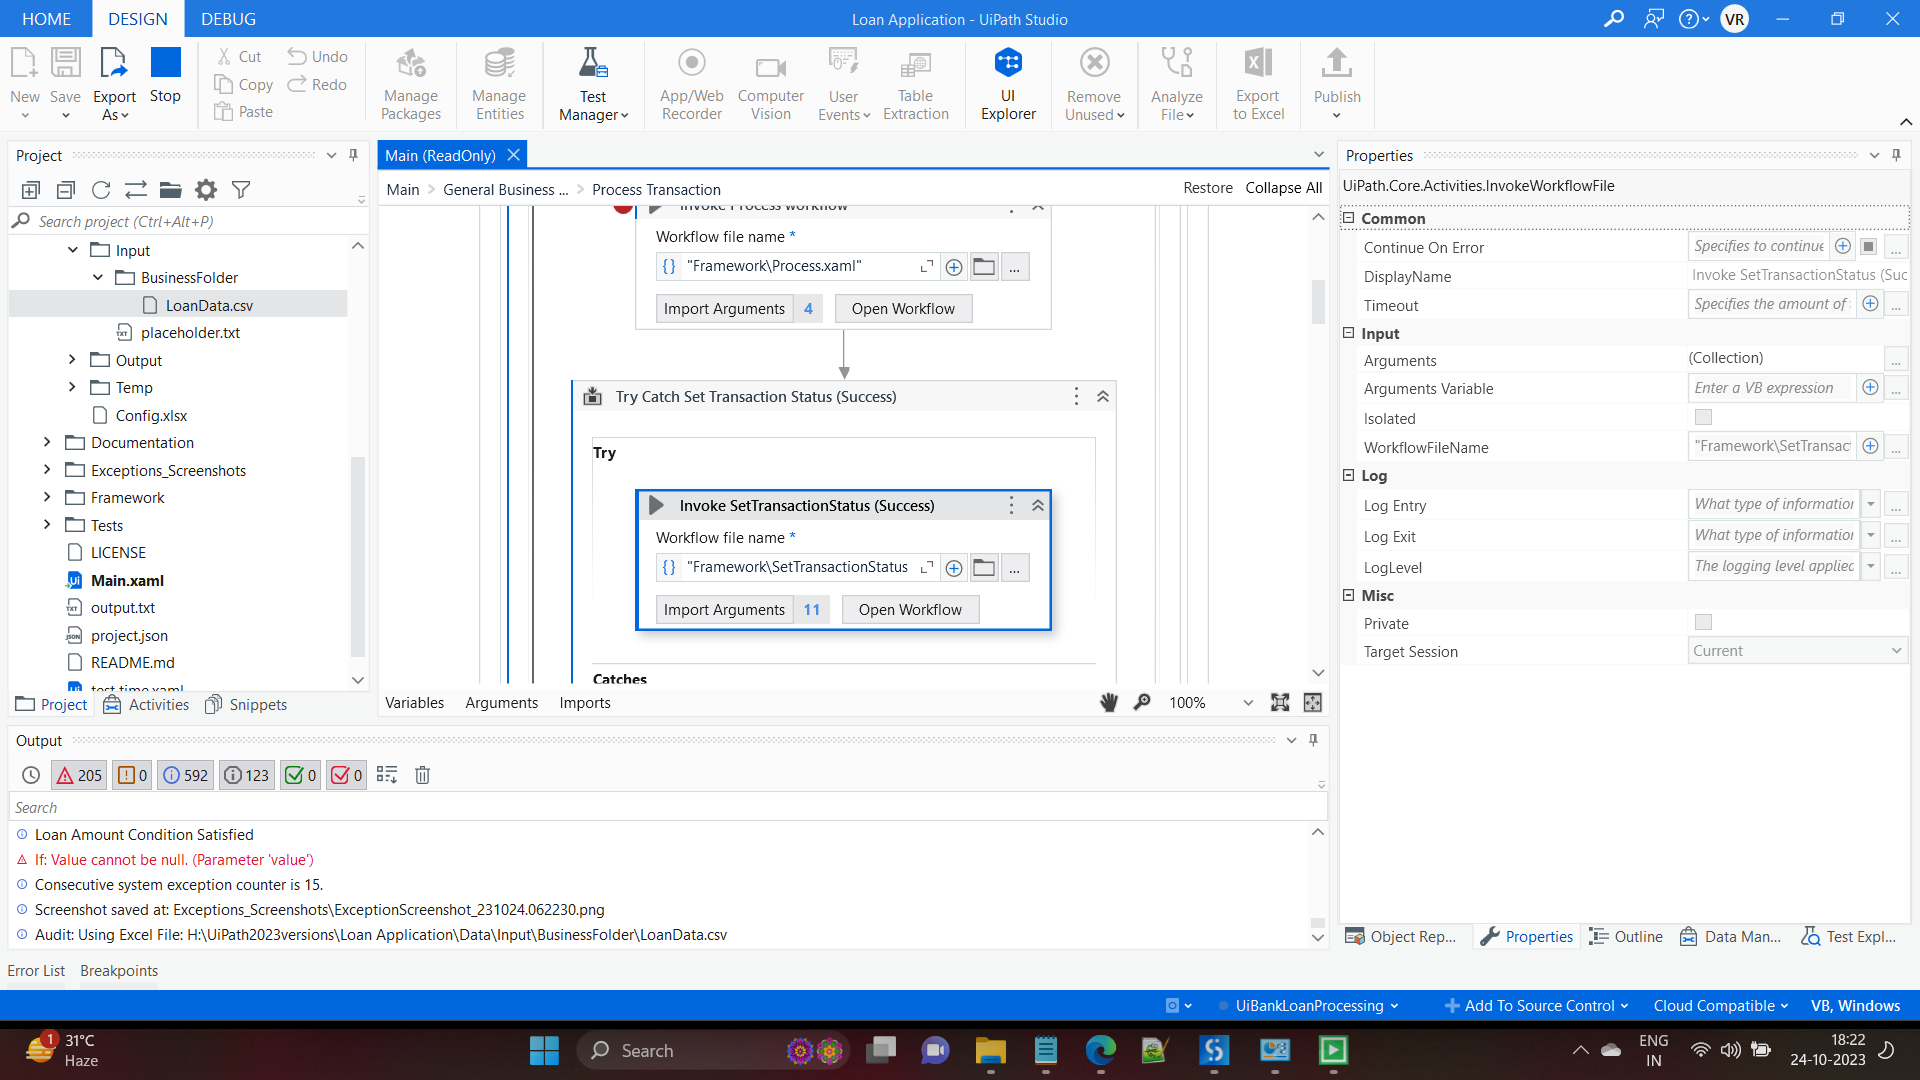 HOME DESIGN DEBUG
Loan Application - UiPath Studio
VR
New Save Export As Stop
Cut Copy Paste Undo Redo
Manage Packages
Manage Entities
Test Manager
App/Web Recorder
Computer Vision
User Events
Table Extraction
UI Explorer
Remove Unused
Analyze File
Export to Excel
Publish
Project
Search project (Ctrl+Alt+P)
Input
BusinessFolder
LoanData.csv
placeholder.txt
Output
Temp
Config.xlsx
Documentation
Exceptions_Screenshots
Framework
Tests
LICENSE
Main.xaml
output.txt
project.json
README.md
test time.xaml
Project Activities Snippets
Main (ReadOnly)
Main > General Business ... > Process Transaction
Restore Collapse All
Invoke Process workflow
Workflow file name *
"Framework\Process.xaml"
...
Import Arguments 4 Open Workflow
Try Catch Set Transaction Status (Success)
Try
Invoke SetTransactionStatus (Success)
Workflow file name *
"Framework\SetTransactionStatus
...
Import Arguments 11 Open Workflow
Catches
Variables Arguments Imports
100%
Properties
UiPath.Core.Activities.InvokeWorkflowFile
Common
Continue On Error Specifies to continue ...
DisplayName Invoke SetTransactionStatus (Suc
Timeout Specifies the amount of ...
Input
Arguments (Collection) ...
Arguments Variable Enter a VB expression ...
Isolated
WorkflowFileName "Framework\SetTransact ...
Log
Log Entry What type of information ...
Log Exit What type of information ...
LogLevel The logging level applied ...
Misc
Private
Target Session Current
Object Rep... Properties Outline Data Man... Test Expl...
Output
205 0 592 123 0 0
Search
Loan Amount Condition Satisfied
If: Value cannot be null. (Parameter 'value')
Consecutive system exception counter is 15.
Screenshot saved at: Exceptions_Screenshots\ExceptionScreenshot_231024.062230.png
Audit: Using Excel File: H:\UiPath2023versions\Loan Application\Data\Input\BusinessFolder\LoanData.csv
Error List Breakpoints
UiBankLoanProcessing Add To Source Control Cloud Compatible VB, Windows
1
31°C
Haze
Search
ENG
IN
18:22
24-10-2023